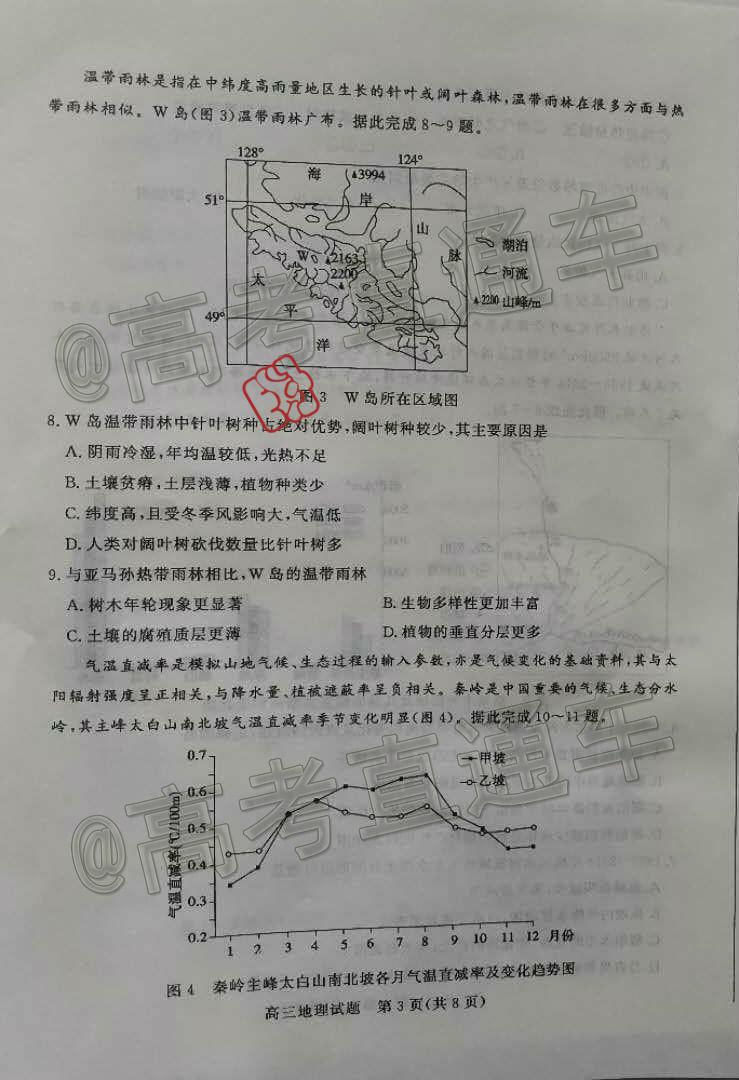 温带雨林是指在中纬度高雨量地区生长的针叶或阔叶森林,温带雨林在很多方面与热
带雨林相似。W 岛(图 3)温带雨林广布。据此完成 8～9 题。
128° 124°
海 ▲3994
51° 岸
山
湖泊
W ▲2163 脉
太 2200 河流
▲2200 山峰/m
平
49°
洋
图 3 W 岛所在区域图
8. W 岛温带雨林中针叶树种占绝对优势,阔叶树种较少,其主要原因是
A. 阴雨冷湿,年均温较低,光热不足
B. 土壤贫瘠,土层浅薄,植物种类少
C. 纬度高,且受冬季风影响大,气温低
D. 人类对阔叶树砍伐数量比针叶树多
9. 与亚马孙热带雨林相比,W 岛的温带雨林
A. 树木年轮现象更显著 B. 生物多样性更加丰富
C. 土壤的腐殖质层更薄 D. 植物的垂直分层更多
气温直减率是模拟山地气候、生态过程的输入参数,亦是气候变化的基础资料,其与太
阳辐射强度呈正相关,与降水量、植被遮蔽率呈负相关。秦岭是中国重要的气候、生态分水
岭,其主峰太白山南北坡气温直减率季节变化明显(图 4)。据此完成 10～11 题。
0.7
甲坡
乙坡
0.6
0.5
气温直减率(℃/100m)
0.4
0.3
0.2
1 2 3 4 5 6 7 8 9 10 11 12 月份
图 4 秦岭主峰太白山南北坡各月气温直减率及变化趋势图
高三地理试题 第 3 页(共 8 页)
@高考直通车
@高考直通车